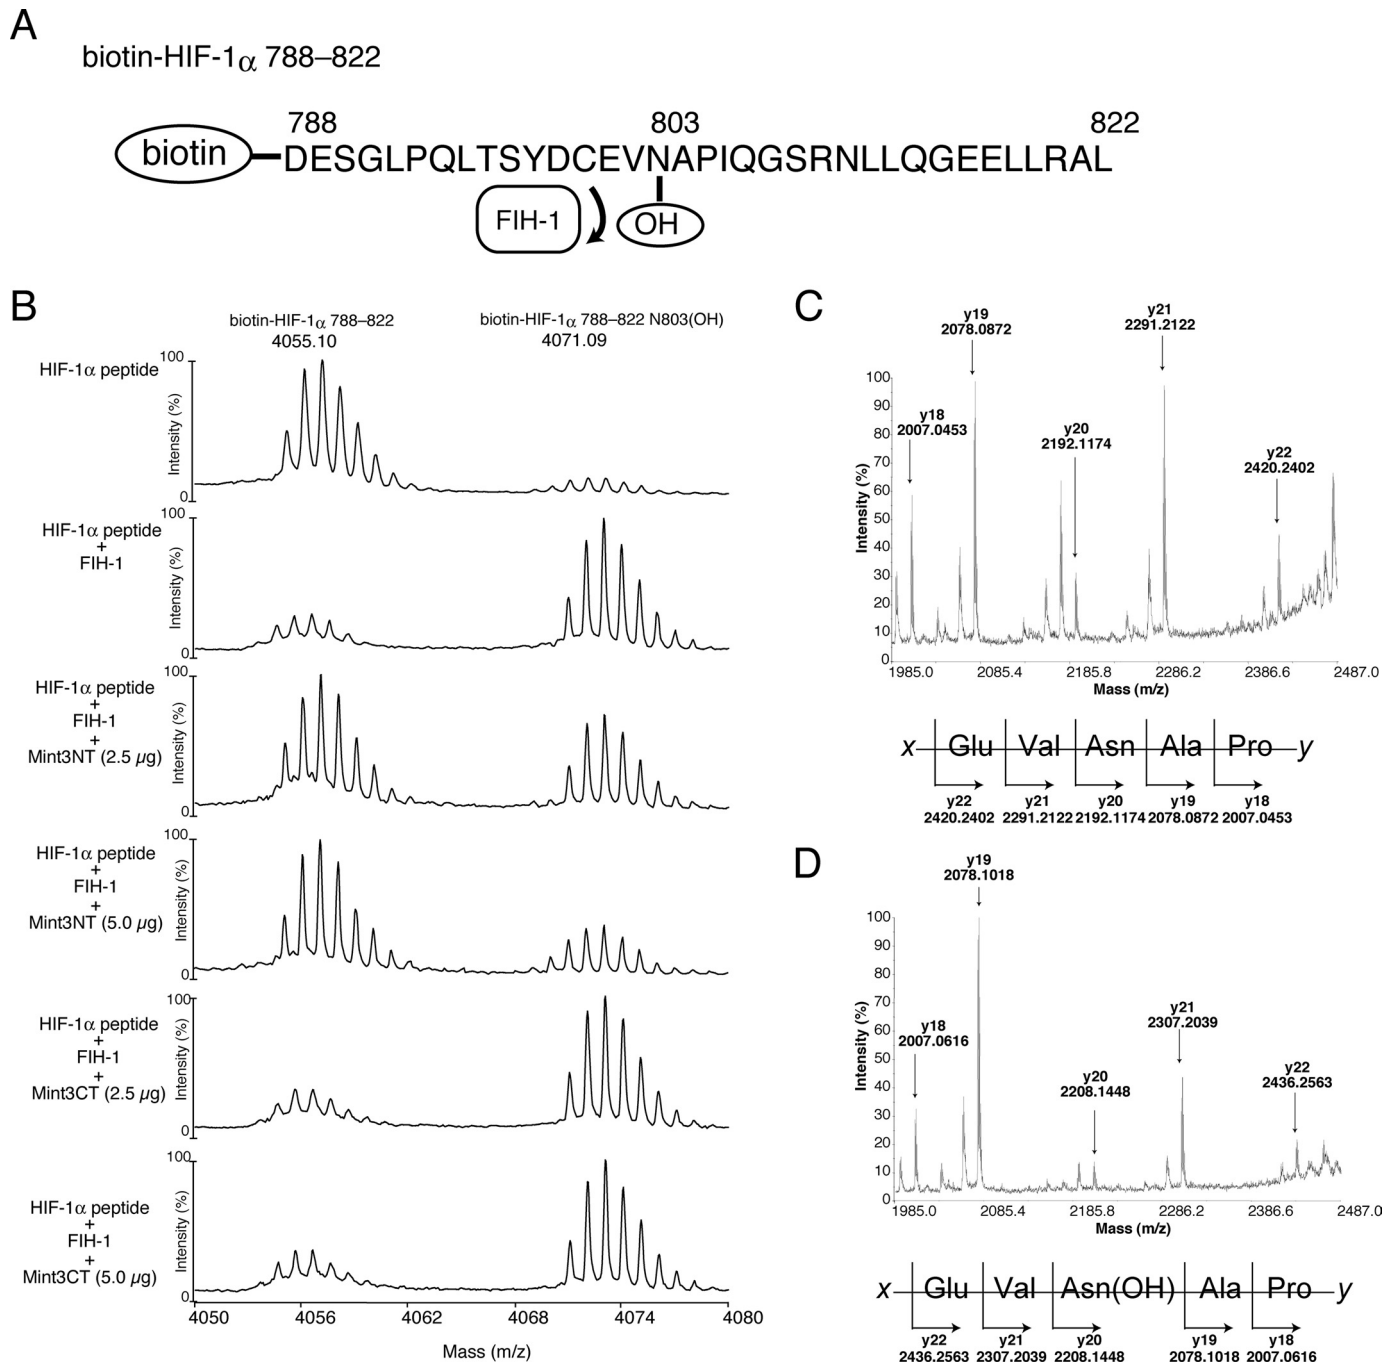 A
biotin-HIF-1α 788–822
788 803 822
biotin DESGLPQLTSYDCEVNAPIQGSRNLLQGEELLRAL
FIH-1 OH
B
biotin-HIF-1α 788–822
4055.10
biotin-HIF-1α 788–822 N803(OH)
4071.09
HIF-1α peptide
100
Intensity (%)
0
HIF-1α peptide
+
FIH-1
100
Intensity (%)
0
HIF-1α peptide
+
FIH-1
+
Mint3NT (2.5 µg)
100
Intensity (%)
0
HIF-1α peptide
+
FIH-1
+
Mint3NT (5.0 µg)
100
Intensity (%)
0
HIF-1α peptide
+
FIH-1
+
Mint3CT (2.5 µg)
100
Intensity (%)
0
HIF-1α peptide
+
FIH-1
+
Mint3CT (5.0 µg)
100
Intensity (%)
0
4050 4056 4062 4068 4074 4080
Mass (m/z)
C
y18
2007.0453
y19
2078.0872
y20
2192.1174
y21
2291.2122
y22
2420.2402
100
90
80
70
60
50
40
30
20
10
0
Intensity (%)
1985.0 2085.4 2185.8 2286.2 2386.6 2487.0
Mass (m/z)
x Glu Val Asn Ala Pro y
y22 y21 y20 y19 y18
2420.2402 2291.2122 2192.1174 2078.0872 2007.0453
D
y18
2007.0616
y19
2078.1018
y20
2208.1448
y21
2307.2039
y22
2436.2563
100
90
80
70
60
50
40
30
20
10
0
Intensity (%)
1985.0 2085.4 2185.8 2286.2 2386.6 2487.0
Mass (m/z)
x Glu Val Asn(OH) Ala Pro y
y22 y21 y20 y19 y18
2436.2563 2307.2039 2208.1448 2078.1018 2007.0616